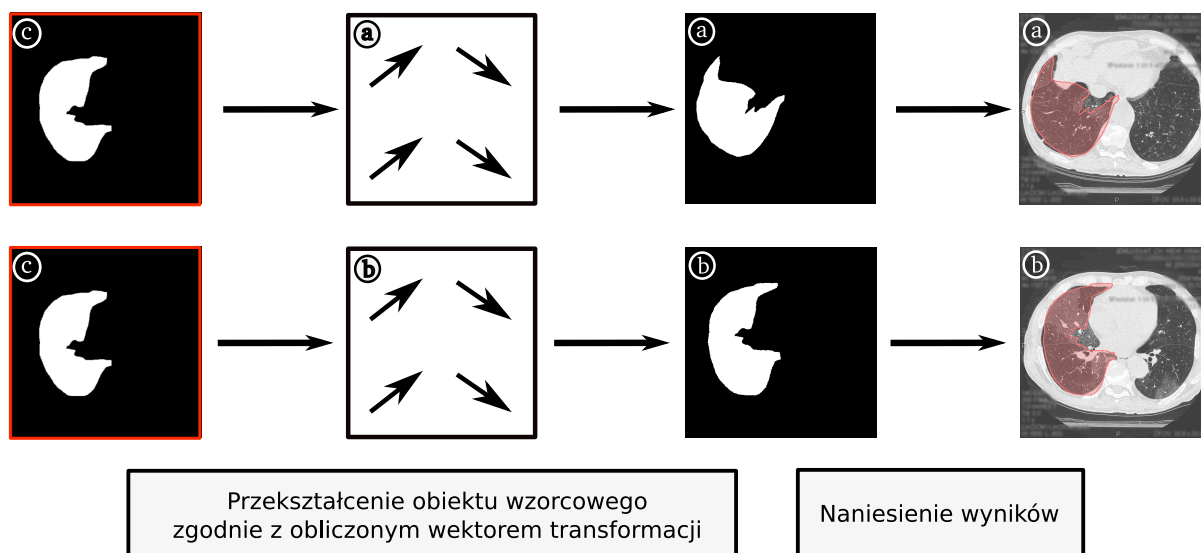 c a a a
c b b b
Przekształcenie obiektu wzorcowego
zgodnie z obliczonym wektorem transformacji
Naniesienie wyników